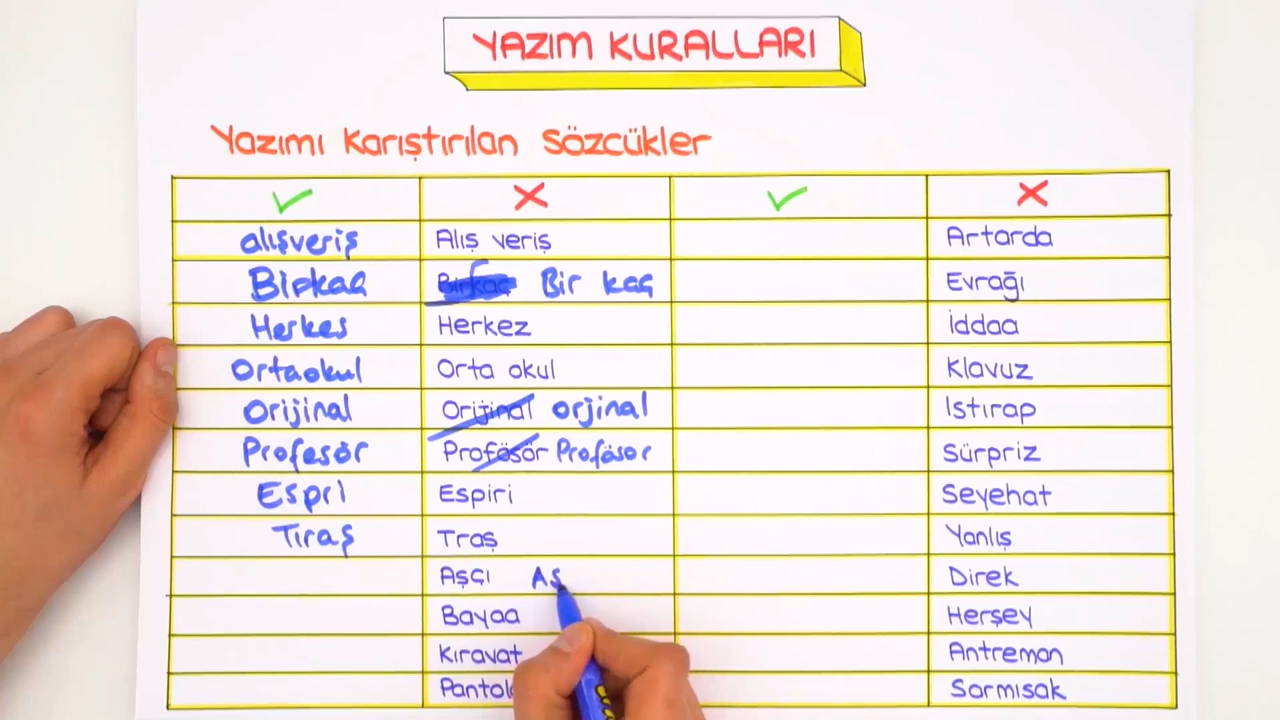 YAZIM KURALLARI
Yazımı Karıştırılan Sözcükler
alışveriş Alış veriş Artarda
Birkaç Birkaç Bir kaç Evrağı
Herkes Herkez İddaa
Ortaokul Orta okul Klavuz
Orijinal Orijinal orjinal Istırap
Profesör Profösör Profösor Sürpriz
Espri Espiri Seyehat
Tıraş Traş Yanlış
Aşçı Aş Direk
Bayaa Herşey
Kıravat Antreman
Sarmısak